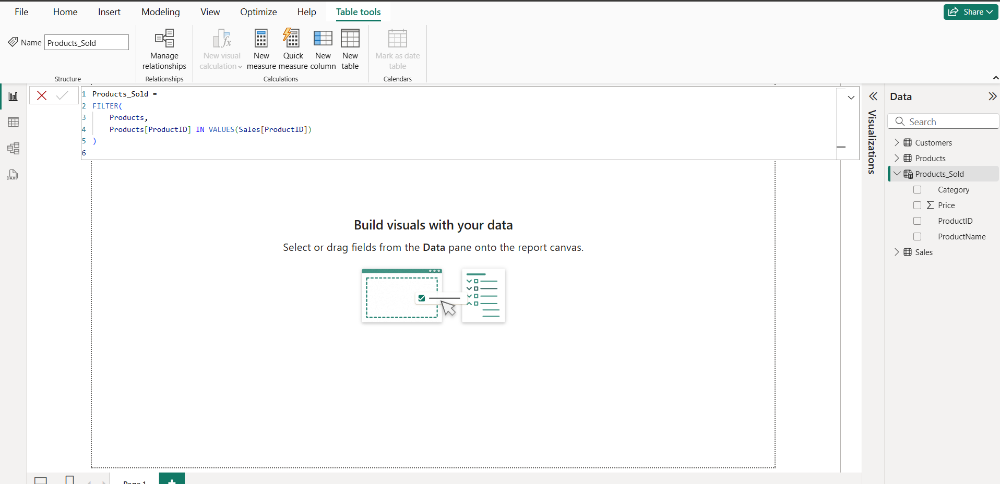 File Home Insert Modeling View Optimize Help Table tools Share
Name Products_Sold
Manage relationships
New visual calculation
New measure
Quick measure
New column
New table
Mark as date table
Structure Relationships Calculations Calendars
1 Products_Sold =
2 FILTER(
3 Products,
4 Products[ProductID] IN VALUES(Sales[ProductID])
5 )
6
DAX
Build visuals with your data
Select or drag fields from the Data pane onto the report canvas.
Visualizations
Data
Search
Customers
Products
Products_Sold
Category
Price
ProductID
ProductName
Sales
Page 1